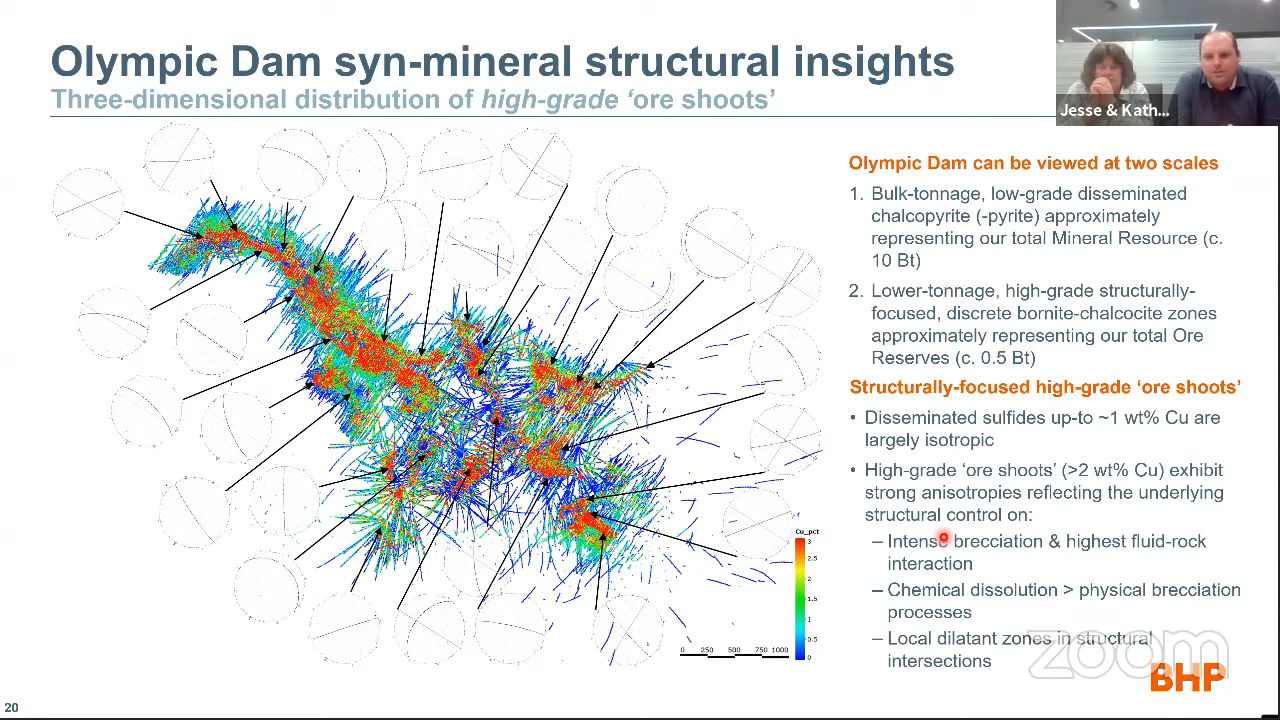 Olympic Dam syn-mineral structural insights
Three-dimensional distribution of high-grade ‘ore shoots’
Jesse & Kath...
Olympic Dam can be viewed at two scales
1. Bulk-tonnage, low-grade disseminated
chalcopyrite (-pyrite) approximately
representing our total Mineral Resource (c.
10 Bt)
2. Lower-tonnage, high-grade structurally-
focused, discrete bornite-chalcocite zones
approximately representing our total Ore
Reserves (c. 0.5 Bt)
Structurally-focused high-grade ‘ore shoots’
• Disseminated sulfides up-to ~1 wt% Cu are
largely isotropic
• High-grade ‘ore shoots’ (>2 wt% Cu) exhibit
strong anisotropies reflecting the underlying
structural control on:
– Intense brecciation & highest fluid-rock
interaction
– Chemical dissolution > physical brecciation
processes
– Local dilatant zones in structural
intersections
Cu_pct
3
2.5
2
1.5
1
0.5
0
0 250 500 750 1000
zoom
BHP
20